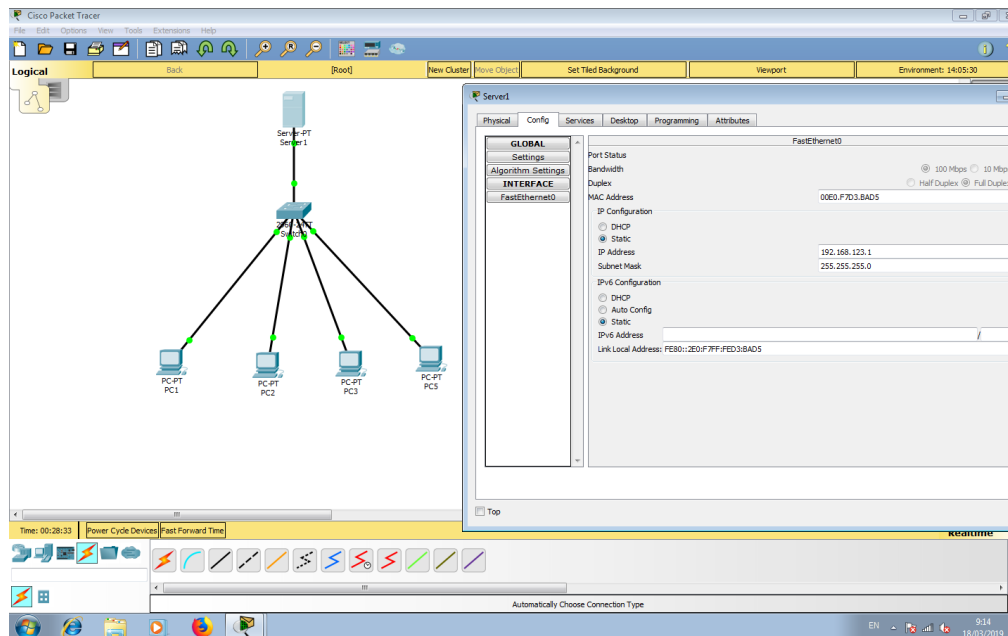 Cisco Packet Tracer
File Edit Options View Tools Extensions Help
Logical Back [Root] New Cluster Move Object Set Tiled Background Viewport Environment: 14:05:30
Server-PT
Server1
Switch0
PC-PT
PC1
PC-PT
PC2
PC-PT
PC3
PC-PT
PC5
Server1
Physical Config Services Desktop Programming Attributes
GLOBAL
Settings
Algorithm Settings
INTERFACE
FastEthernet0
FastEthernet0
Port Status
Bandwidth 100 Mbps 10 Mbp
Duplex Half Duplex Full Duple
MAC Address 00E0.F7D3.BAD5
IP Configuration
DHCP
Static
IP Address 192.168.123.1
Subnet Mask 255.255.255.0
IPv6 Configuration
DHCP
Auto Config
Static
IPv6 Address /
Link Local Address: FE80::2E0:F7FF:FED3:BAD5
Top
Time: 00:28:33 Power Cycle Devices Fast Forward Time Realtime
Automatically Choose Connection Type
EN 9:14
18/03/2019